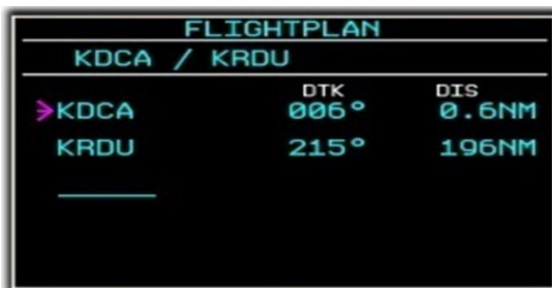 FLIGHTPLAN
KDCA / KRDU
DTK DIS
KDCA 006° 0.6NM
KRDU 215° 196NM